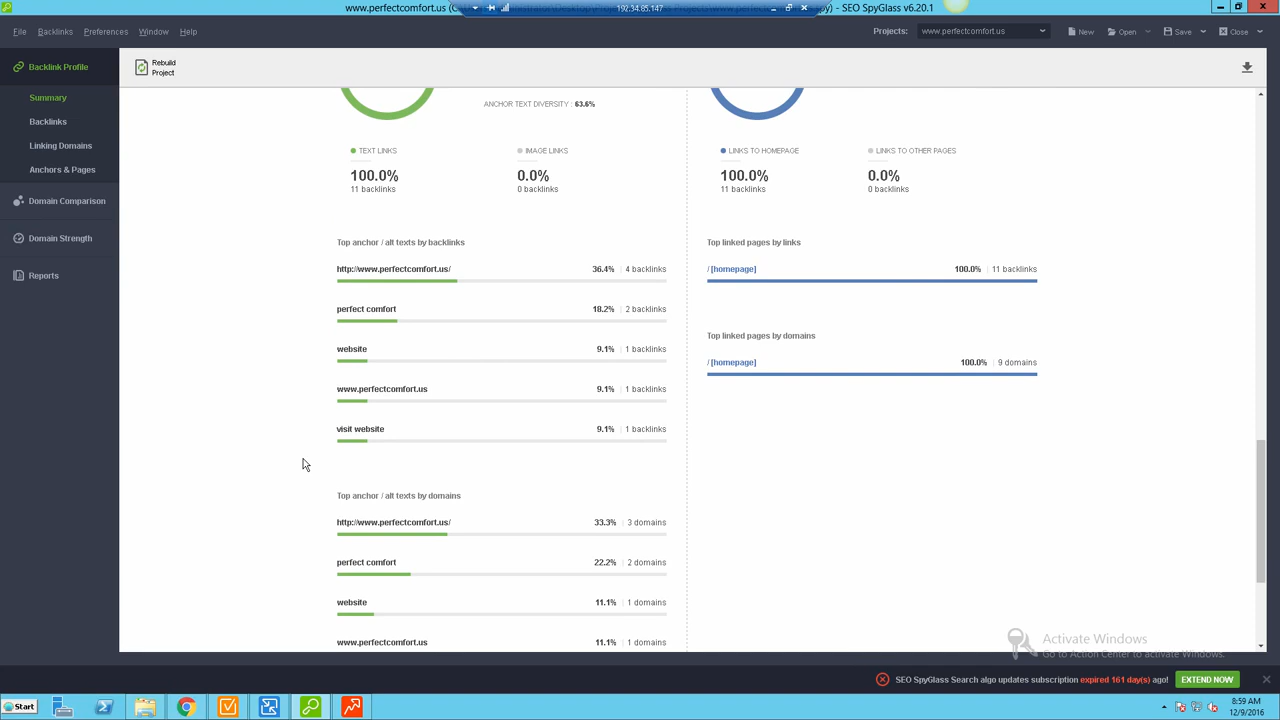 www.perfectcomfort.us (C
192.34.85.147
py) - SEO SpyGlass v6.20.1
File Backlinks Preferences Window Help
Projects: www.perfectcomfort.us New Open Save Close
Backlink Profile
Rebuild
Project
Summary
Backlinks
Linking Domains
Anchors & Pages
Domain Comparison
Domain Strength
Reports
ANCHOR TEXT DIVERSITY : 63.6%
TEXT LINKS IMAGE LINKS
100.0% 0.0%
11 backlinks 0 backlinks
LINKS TO HOMEPAGE LINKS TO OTHER PAGES
100.0% 0.0%
11 backlinks 0 backlinks
Top anchor / alt texts by backlinks
http://www.perfectcomfort.us/ 36.4% 4 backlinks
perfect comfort 18.2% 2 backlinks
website 9.1% 1 backlinks
www.perfectcomfort.us 9.1% 1 backlinks
visit website 9.1% 1 backlinks
Top anchor / alt texts by domains
http://www.perfectcomfort.us/ 33.3% 3 domains
perfect comfort 22.2% 2 domains
website 11.1% 1 domains
www.perfectcomfort.us 11.1% 1 domains
Top linked pages by links
/ [homepage] 100.0% 11 backlinks
Top linked pages by domains
/ [homepage] 100.0% 9 domains
Activate Windows
Go to Action Center to activate Windows.
SEO SpyGlass Search algo updates subscription expired 161 day(s) ago! EXTEND NOW
Start
8:59 AM
12/9/2016